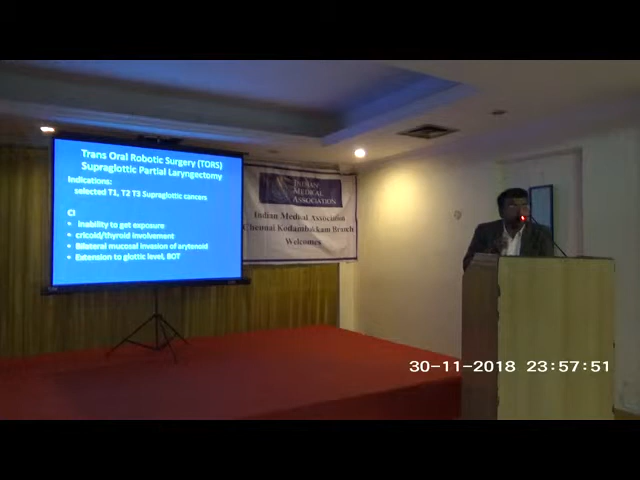 Trans Oral Robotic Surgery (TORS)
Supraglottic Partial Laryngectomy
Indications:
selected T1, T2 T3 Supraglottic cancers
CI
• Inability to get exposure
• cricoid/thyroid involvement
• Bilateral mucosal invasion of arytenoid
• Extension to glottic level, BOT
INDIAN
MEDICAL
ASSOCIATION
Indian Medical Association
Chennai Kodambakkam Branch
Welcomes
30-11-2018 23:57:51